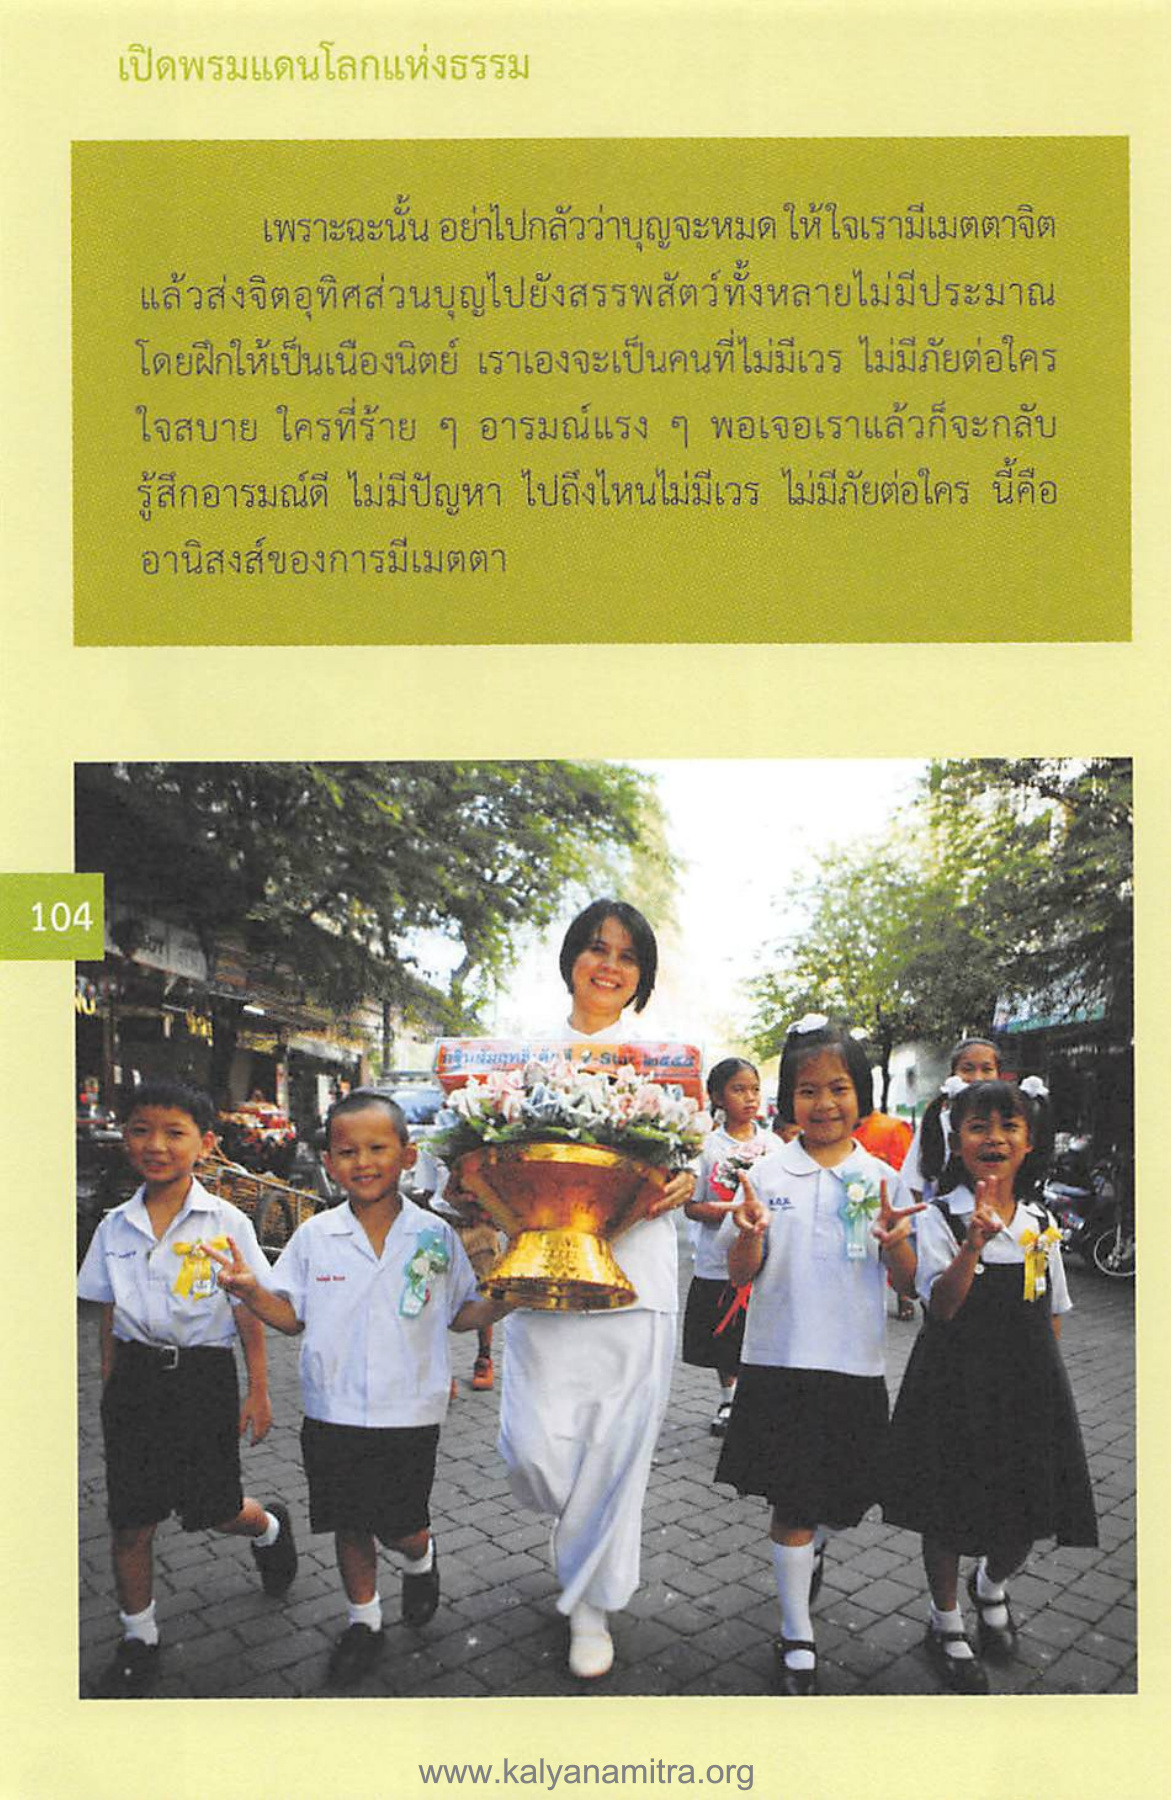 เปิดพรมแดนโลกแห่งธรรม
เพราะฉะนั้น อย่าไปกลัวว่าบุญจะหมด ให้ใจเรามีเมตตาจิต
แล้วส่งจิตอุทิศส่วนบุญไปยังสรรพสัตว์ทั้งหลายไม่มีประมาณ
โดยฝึกให้เป็นเนืองนิตย์ เราเองจะเป็นคนที่ไม่มีเวร ไม่มีภัยต่อใคร
ใจสบาย ใครที่ร้าย ๆ อารมณ์แรง ๆ พอเจอเราแล้วก็จะกลับ
รู้สึกอารมณ์ดี ไม่มีปัญหา ไปถึงไหนไม่มีเวร ไม่มีภัยต่อใคร นี้คือ
อานิสงส์ของการมีเมตตา
104
V-Star ๒๕๕๕
www.kalyanamitra.org